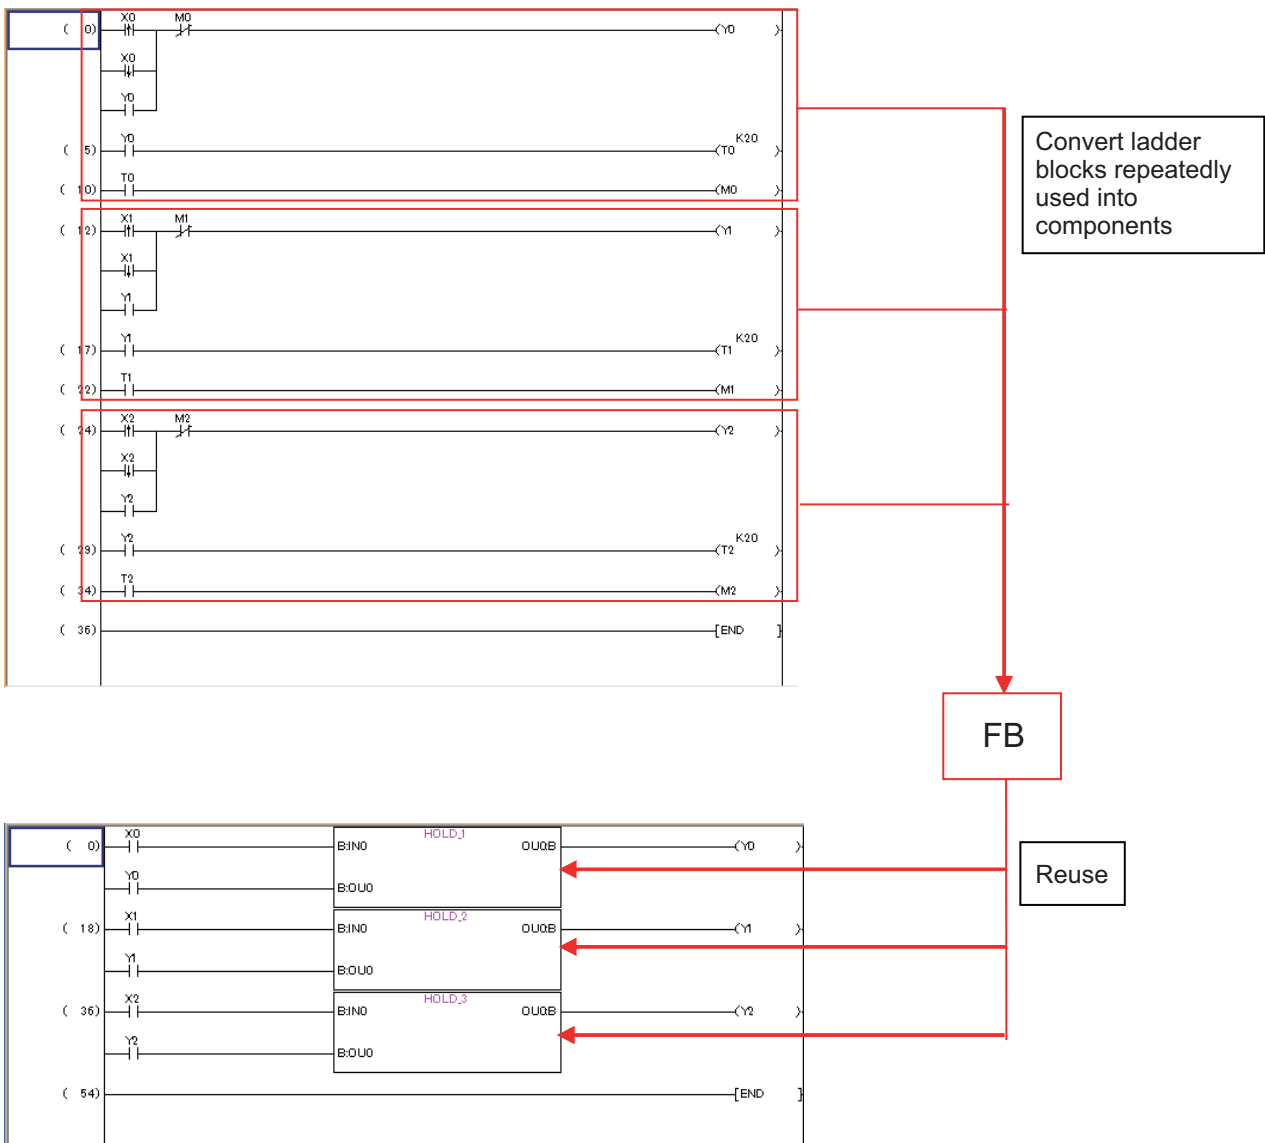 X0 M0
( 0) (Y0 )
X0
Y0
Y0 K20
( 5) (T0 )
T0
( 10) (M0 )
X1 M1
( 12) (Y1 )
X1
Y1
Y1 K20
( 17) (T1 )
T1
( 22) (M1 )
X2 M2
( 24) (Y2 )
X2
Y2
Y2 K20
( 29) (T2 )
T2
( 34) (M2 )
( 36) [END ]
Convert ladder
blocks repeatedly
used into
components
FB
X0 HOLD_1
( 0) B:IN0 OU0:B (Y0 )
Y0
B:OU0
X1 HOLD_2
( 18) B:IN0 OU0:B (Y1 )
Y1
B:OU0
X2 HOLD_3
( 36) B:IN0 OU0:B (Y2 )
Y2
B:OU0
( 54) [END ]
Reuse